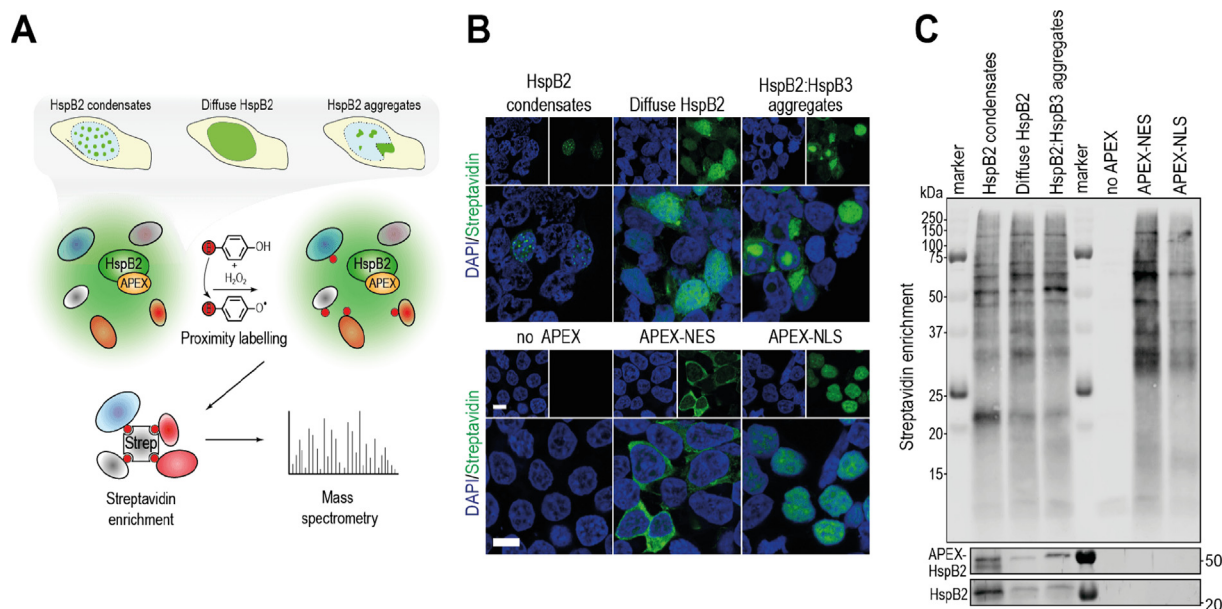 A
HspB2 condensates
Diffuse HspB2
HspB2 aggregates
HspB2
APEX
OH
+
H2O2
O•
Proximity labelling
HspB2
APEX
Strep
Streptavidin
enrichment
Mass
spectrometry
B
HspB2
condensates
Diffuse HspB2
HspB2:HspB3
aggregates
DAPI/Streptavidin
no APEX
APEX-NES
APEX-NLS
DAPI/Streptavidin
C
marker
HspB2 condensates
Diffuse HspB2
HspB2:HspB3 aggregates
marker
no APEX
APEX-NES
APEX-NLS
kDa
250
150
100
75
50
37
25
20
15
Streptavidin enrichment
APEX-
HspB2
50
HspB2
20